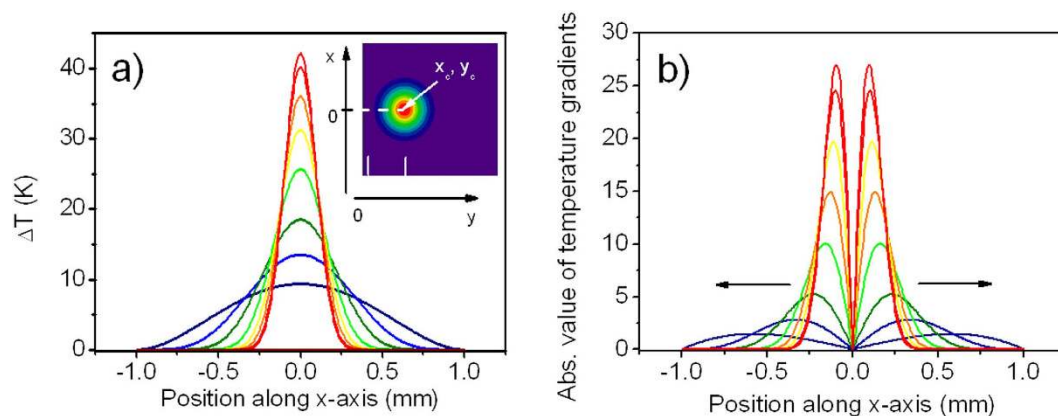 a)
ΔT (K)
40
30
20
10
0
-1.0 -0.5 0.0 0.5 1.0
Position along x-axis (mm)
x
0
x_c, y_c
0
y
b)
Abs. value of temperature gradients
30
25
20
15
10
5
0
-1.0 -0.5 0.0 0.5 1.0
Position along x-axis (mm)